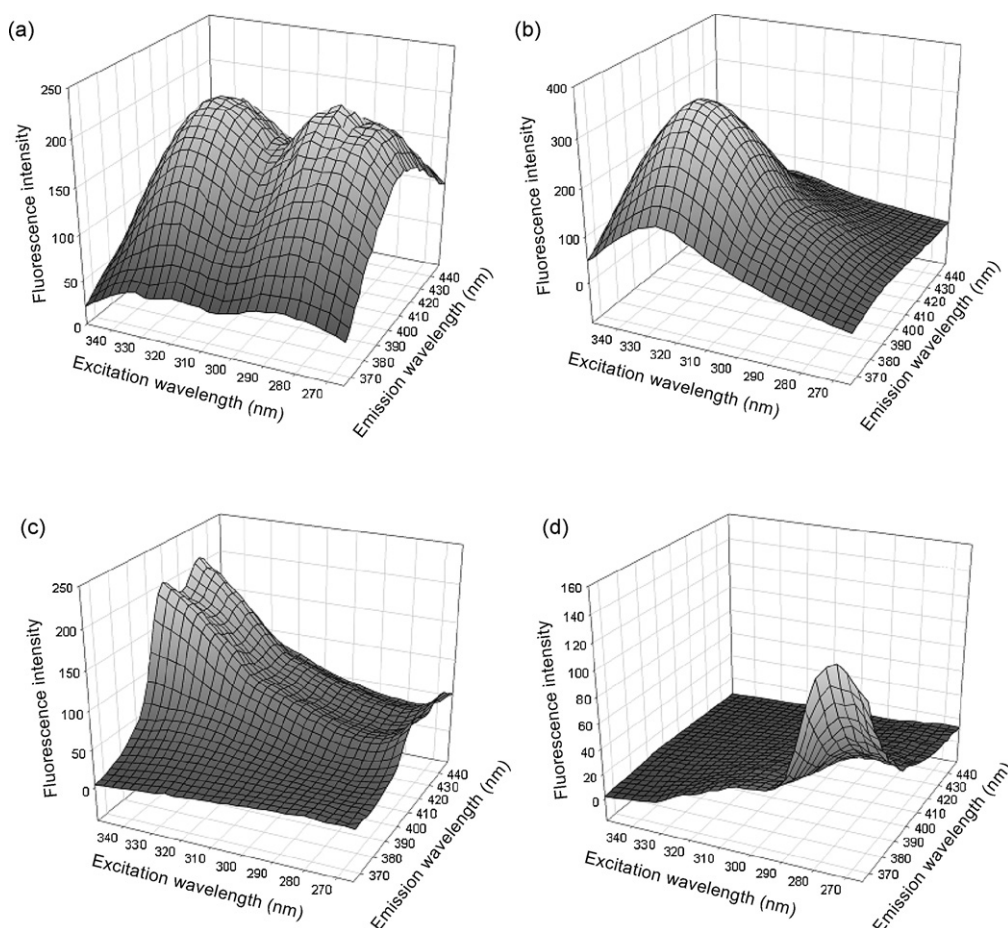 (a)
Fluorescence intensity
250
200
150
100
50
0
340 330 320 310 300 290 280 270
Excitation wavelength (nm)
370 380 390 400 410 420 430 440
Emission wavelength (nm)
(b)
Fluorescence intensity
400
300
200
100
0
340 330 320 310 300 290 280 270
Excitation wavelength (nm)
370 380 390 400 410 420 430 440
Emission wavelength (nm)
(c)
Fluorescence intensity
250
200
150
100
50
0
340 330 320 310 300 290 280 270
Excitation wavelength (nm)
370 380 390 400 410 420 430 440
Emission wavelength (nm)
(d)
Fluorescence intensity
160
140
120
100
80
60
40
20
0
340 330 320 310 300 290 280 270
Excitation wavelength (nm)
370 380 390 400 410 420 430 440
Emission wavelength (nm)